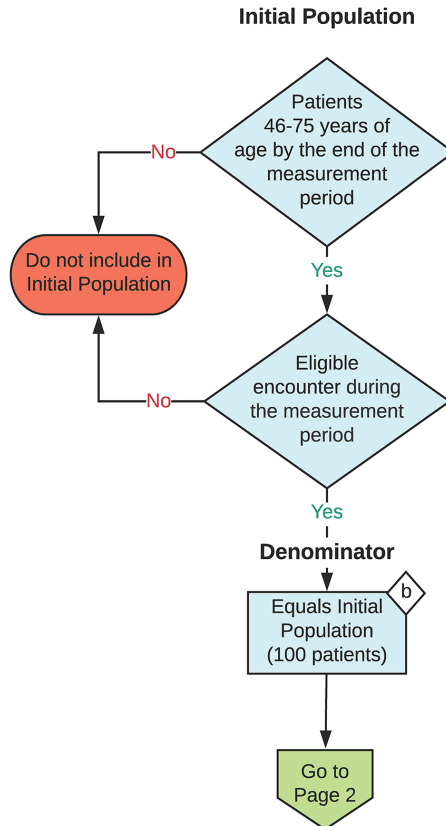 Initial Population
Patients
46-75 years of
age by the end of the
measurement
period
No
Yes
Do not include in
Initial Population
Eligible
encounter during
the measurement
period
No
Yes
Denominator
b
Equals Initial
Population
(100 patients)
Go to
Page 2